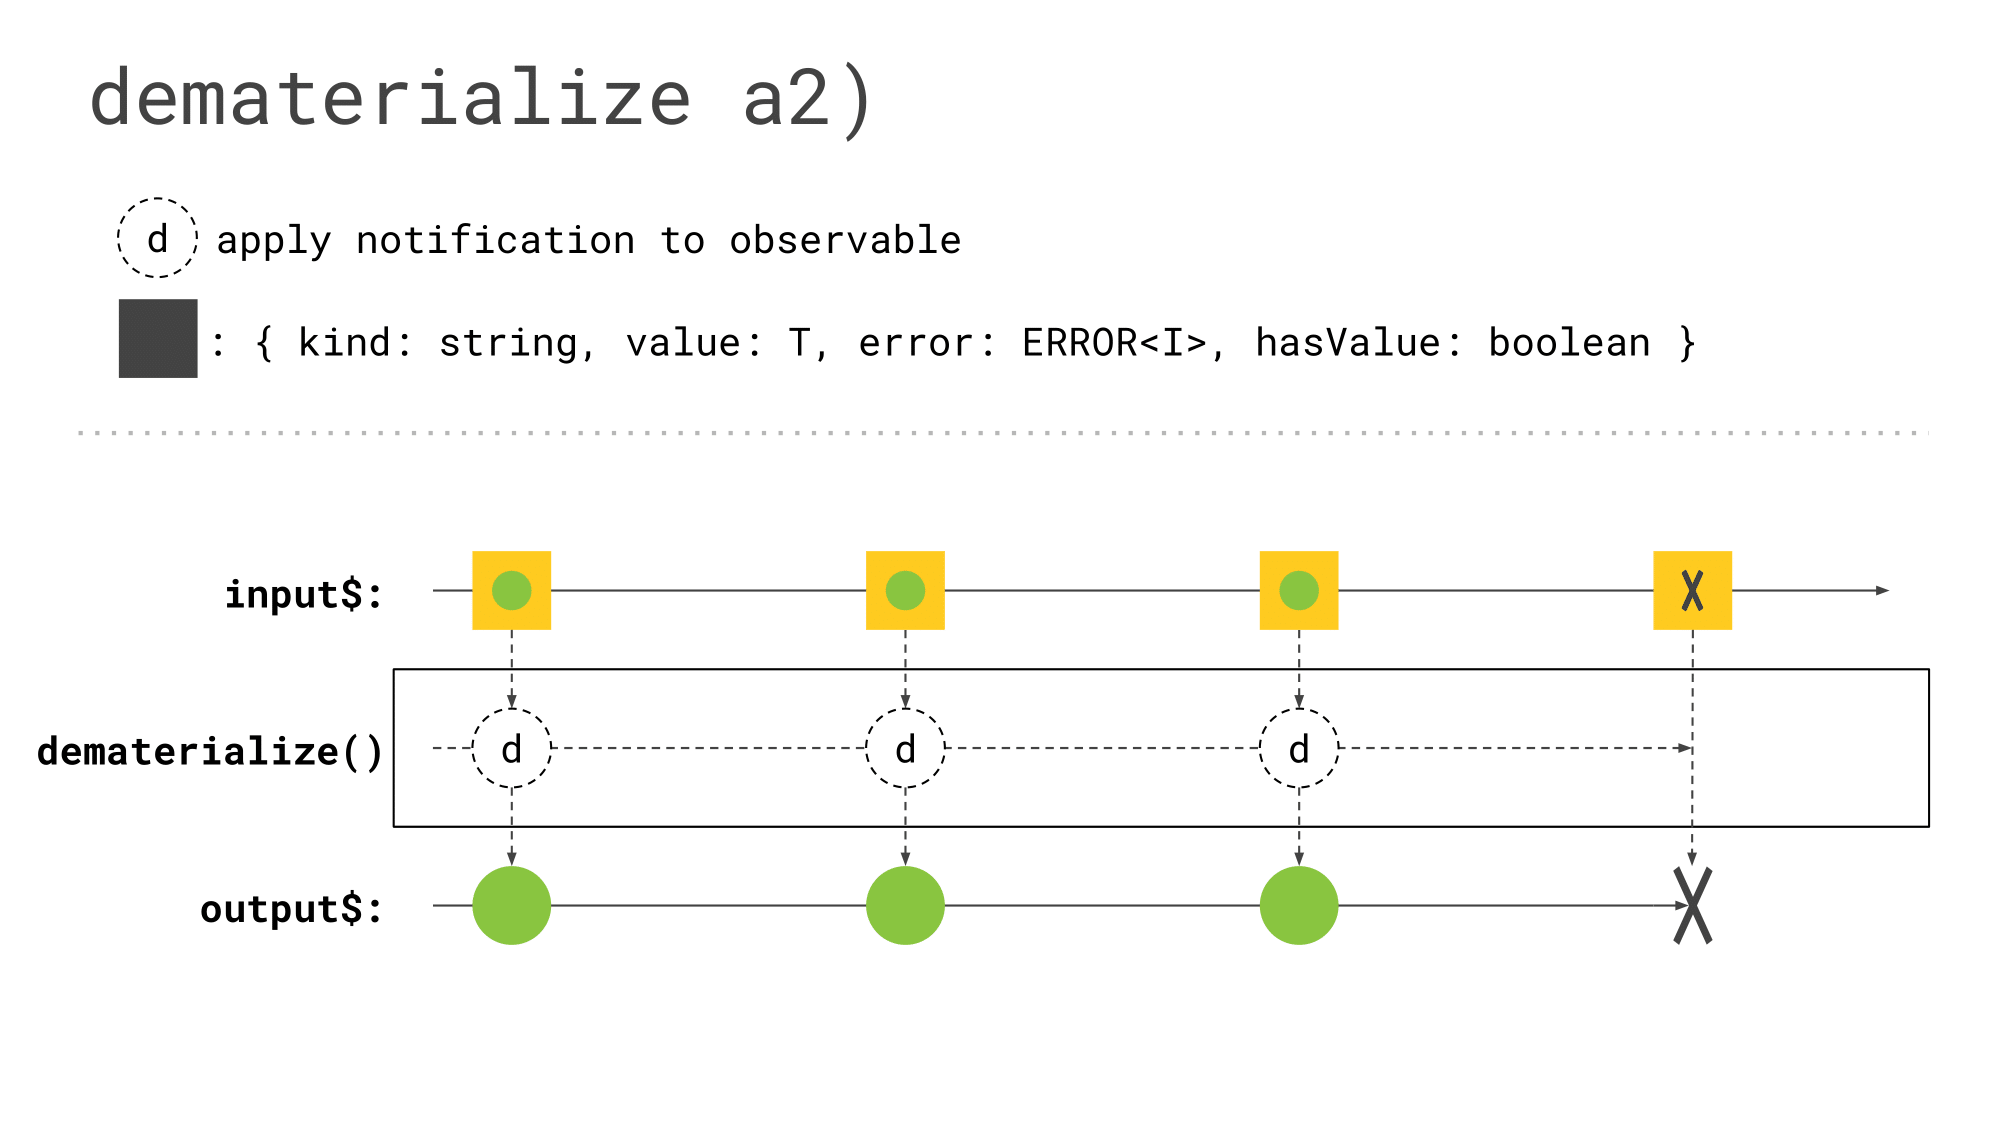 dematerialize a2)
d apply notification to observable
: { kind: string, value: T, error: ERROR<I>, hasValue: boolean }
input$:
dematerialize()
d d d
output$: